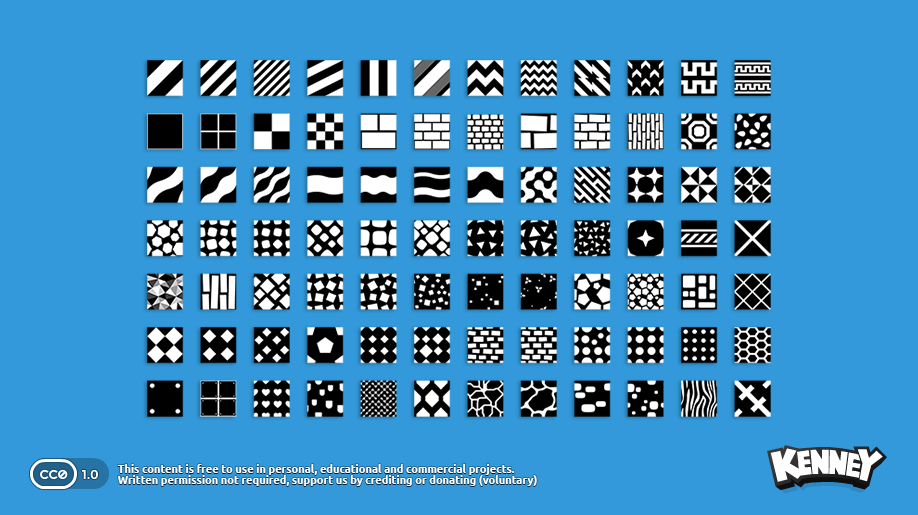 CC0 1.0
This content is free to use in personal, educational and commercial projects.
Written permission not required, support us by crediting or donating (voluntary)
KENNEY